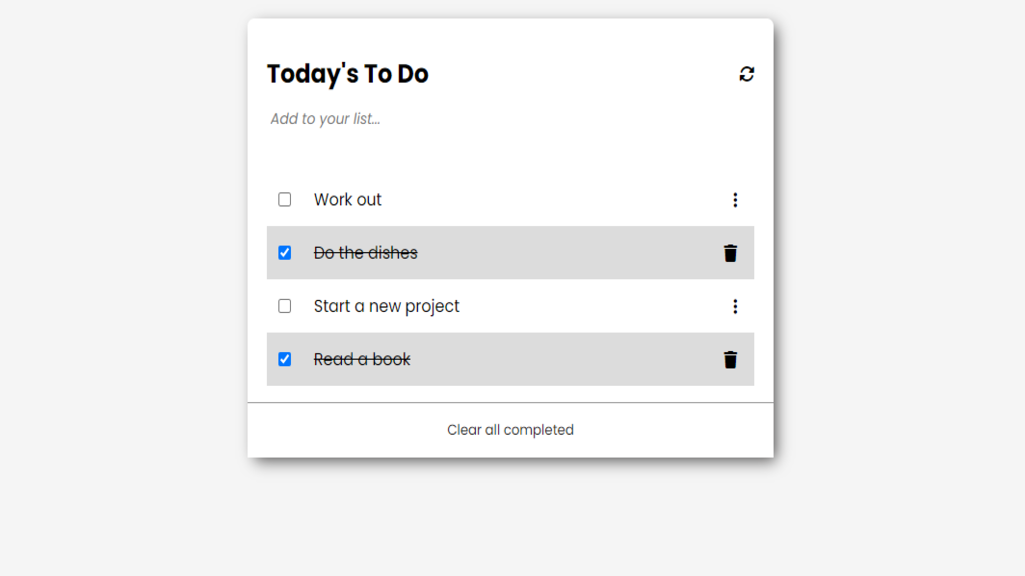 Today's To Do
Add to your list...
Work out
Do the dishes
Start a new project
Read a book
Clear all completed